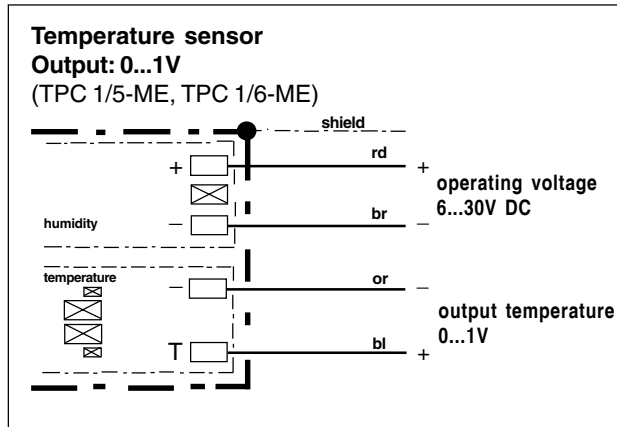 Temperature sensor
Output: 0...1V
(TPC 1/5-ME, TPC 1/6-ME)
shield
+ rd +
operating voltage
6...30V DC
humidity
− br −
temperature
− or −
output temperature
0...1V
T bl +